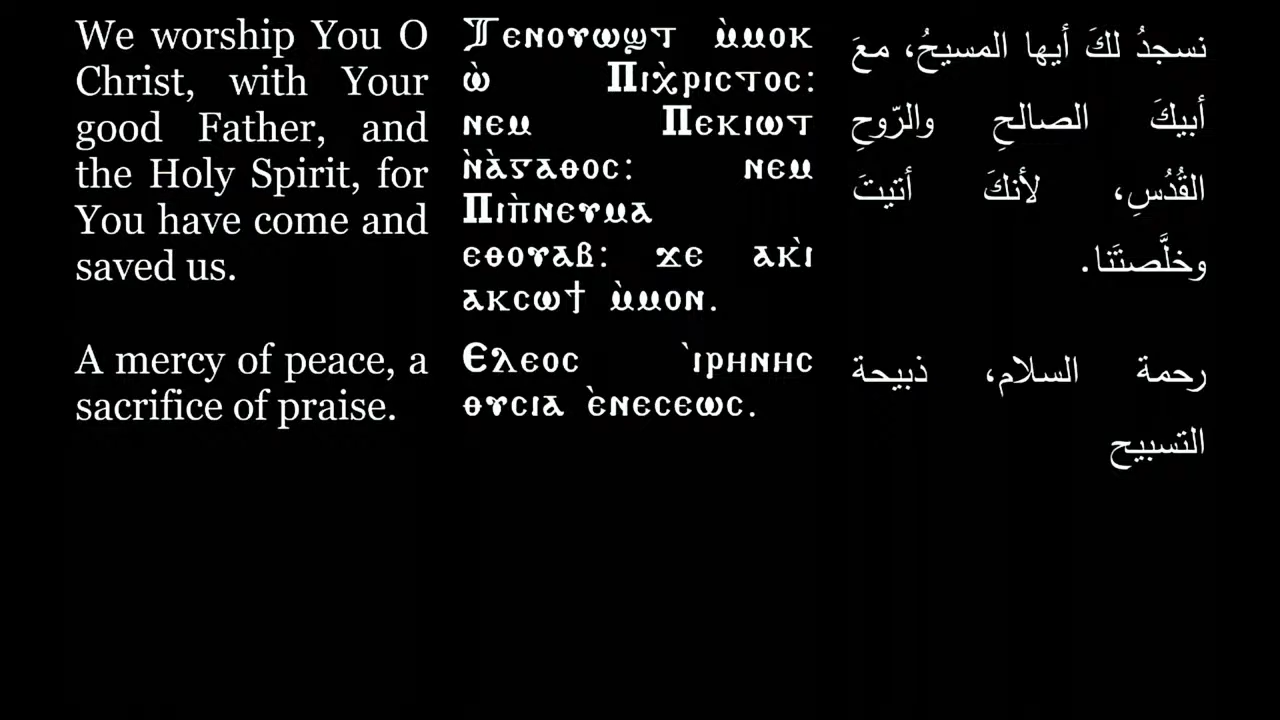 We worship You O
Christ, with Your
good Father, and
the Holy Spirit, for
You have come and
saved us.
A mercy of peace, a
sacrifice of praise.
Ⲧⲉⲛⲟⲩⲱϣⲧ ⲙ̀ⲙⲟⲕ
ⲱ̀ Ⲡⲓⲭ̀ⲣⲓⲥⲧⲟⲥ:
ⲛⲉⲙ Ⲡⲉⲕⲓⲱⲧ
ⲛ̀ⲁ̀ⲅⲁⲑⲟⲥ: ⲛⲉⲙ
Ⲡⲓⲡ̀ⲛⲉⲩⲙⲁ
ⲉⲑⲟⲩⲁⲃ: ϫⲉ ⲁⲕⲓ̀
ⲁⲕⲥⲱϯ ⲙ̀ⲙⲟⲛ.
Ⲉⲗⲉⲟⲥ ̀ⲓⲣⲏⲛⲏⲥ
ⲑⲩⲥⲓⲁ ⲉ̀ⲛⲉⲥⲉⲱⲥ.
نسجدُ لكَ أيها المسيحُ، معَ
أبيكَ الصالحِ والرّوحِ
القُدُسِ، لأنكَ أتيتَ
وخلَّصتَنا.
رحمة السلام، ذبيحة
التسبيح